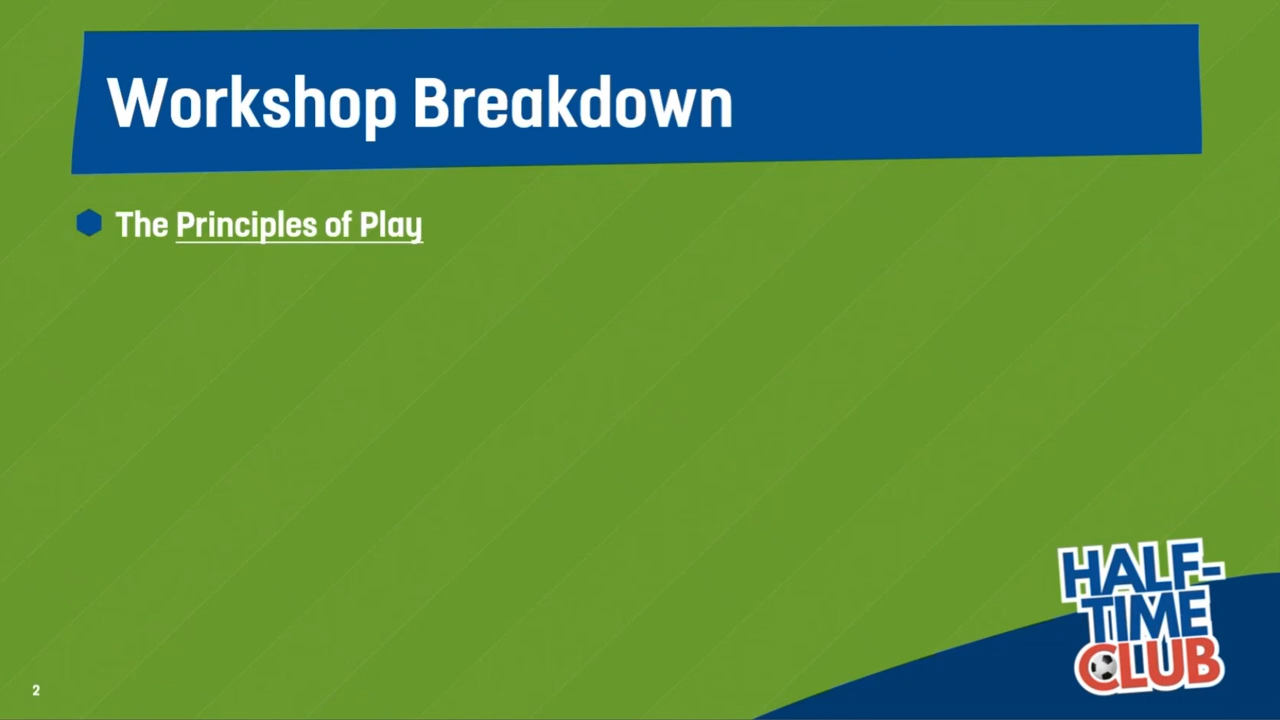 Workshop Breakdown
The Principles of Play
HALF-
TIME
CLUB
2